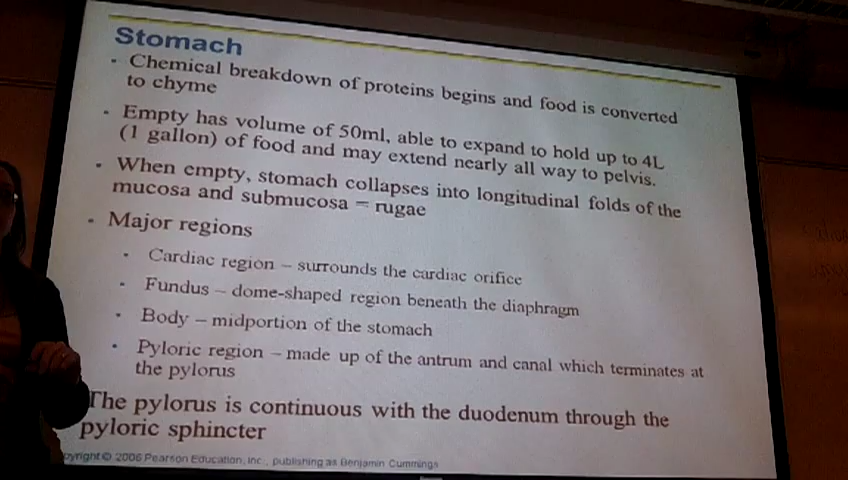 Stomach
• Chemical breakdown of proteins begins and food is converted
to chyme
• Empty has volume of 50ml, able to expand to hold up to 4L
(1 gallon) of food and may extend nearly all way to pelvis.
• When empty, stomach collapses into longitudinal folds of the
mucosa and submucosa = rugae
• Major regions
• Cardiac region – surrounds the cardiac orifice
• Fundus – dome-shaped region beneath the diaphragm
• Body – midportion of the stomach
• Pyloric region – made up of the antrum and canal which terminates at
the pylorus
The pylorus is continuous with the duodenum through the
pyloric sphincter
opyright © 2006 Pearson Education, Inc., publishing as Benjamin Cummings